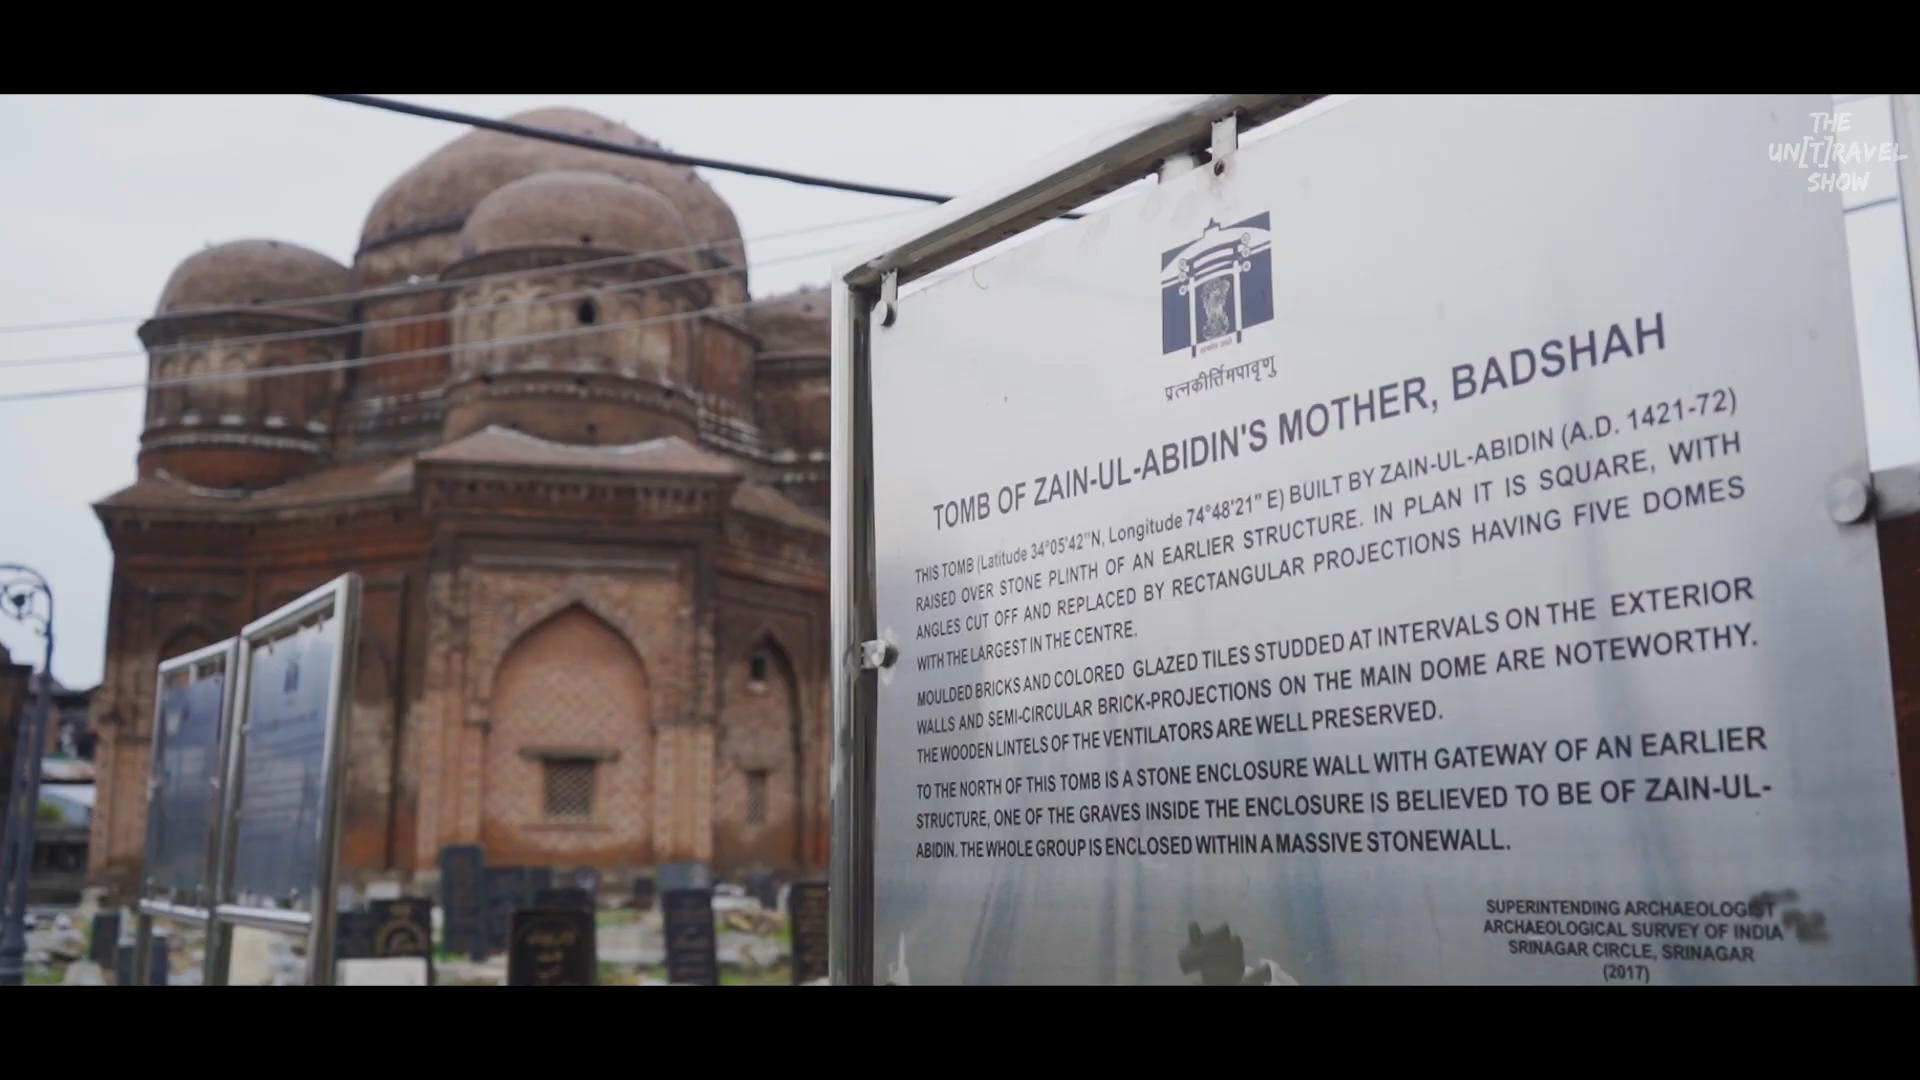 THE
UN[T]RAVEL
SHOW
प्रत्नकीर्तिमपावृणु
TOMB OF ZAIN-UL-ABIDIN'S MOTHER, BADSHAH
THIS TOMB (Latitude 34°05'42"N, Longitude 74°48'21" E) BUILT BY ZAIN-UL-ABIDIN (A.D. 1421-72)
RAISED OVER STONE PLINTH OF AN EARLIER STRUCTURE. IN PLAN IT IS SQUARE, WITH
ANGLES CUT OFF AND REPLACED BY RECTANGULAR PROJECTIONS HAVING FIVE DOMES
WITH THE LARGEST IN THE CENTRE.
MOULDED BRICKS AND COLORED GLAZED TILES STUDDED AT INTERVALS ON THE EXTERIOR
WALLS AND SEMI-CIRCULAR BRICK-PROJECTIONS ON THE MAIN DOME ARE NOTEWORTHY.
THE WOODEN LINTELS OF THE VENTILATORS ARE WELL PRESERVED.
TO THE NORTH OF THIS TOMB IS A STONE ENCLOSURE WALL WITH GATEWAY OF AN EARLIER
STRUCTURE, ONE OF THE GRAVES INSIDE THE ENCLOSURE IS BELIEVED TO BE OF ZAIN-UL-
ABIDIN. THE WHOLE GROUP IS ENCLOSED WITHIN A MASSIVE STONEWALL.
SUPERINTENDING ARCHAEOLOGIST
ARCHAEOLOGICAL SURVEY OF INDIA
SRINAGAR CIRCLE, SRINAGAR
(2017)